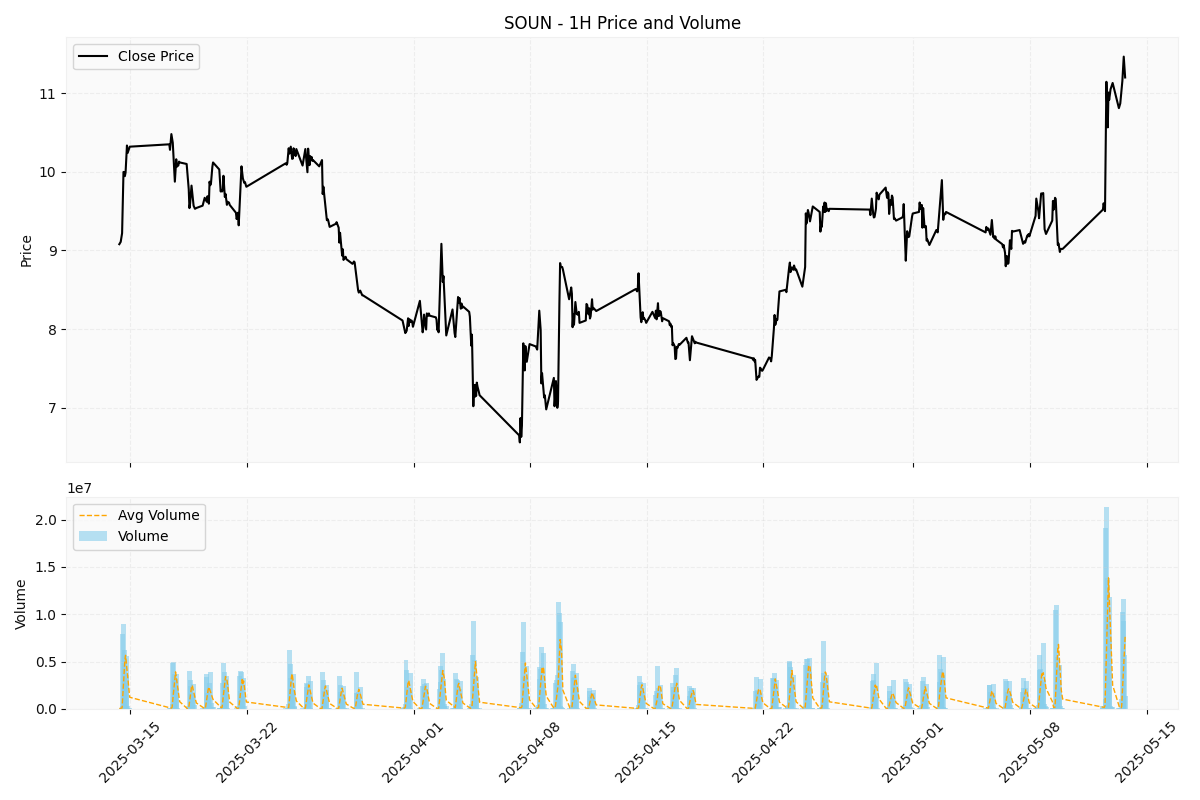 SOUN - 1H Price and Volume
Close Price
Price
11
10
9
8
7
1e7
Avg Volume
Volume
Volume
2.0
1.5
1.0
0.5
0.0
2025-03-15
2025-03-22
2025-04-01
2025-04-08
2025-04-15
2025-04-22
2025-05-01
2025-05-08
2025-05-15